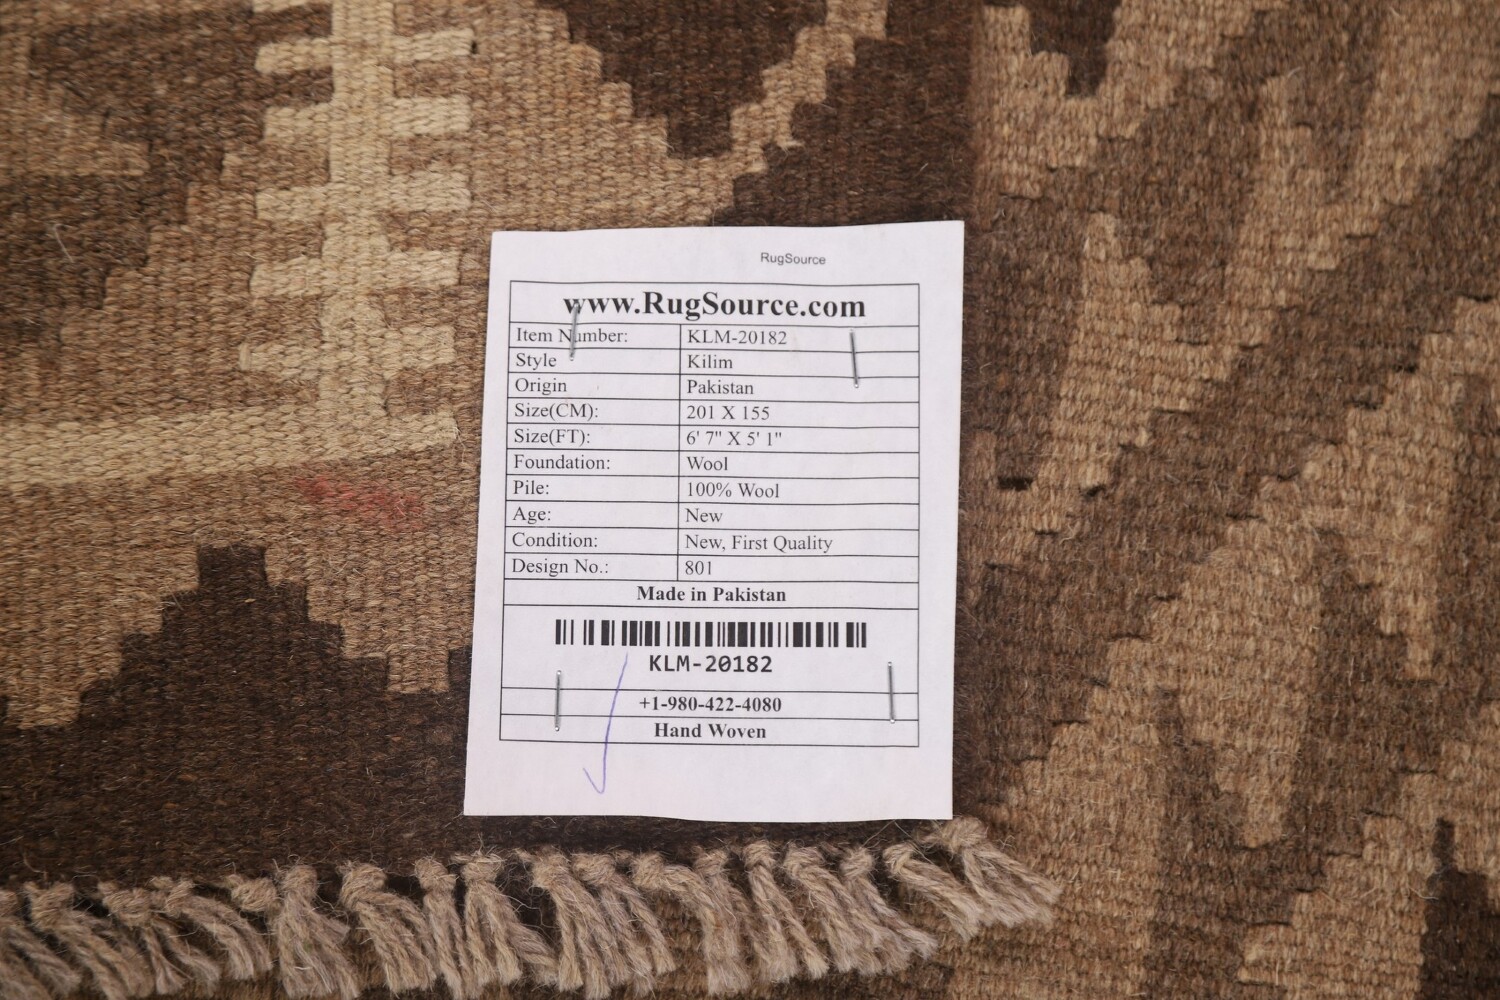 RugSource
www.RugSource.com
Item Number: KLM-20182
Style Kilim
Origin Pakistan
Size(CM): 201 X 155
Size(FT): 6' 7" X 5' 1"
Foundation: Wool
Pile: 100% Wool
Age: New
Condition: New, First Quality
Design No.: 801
Made in Pakistan
KLM-20182
+1-980-422-4080
Hand Woven